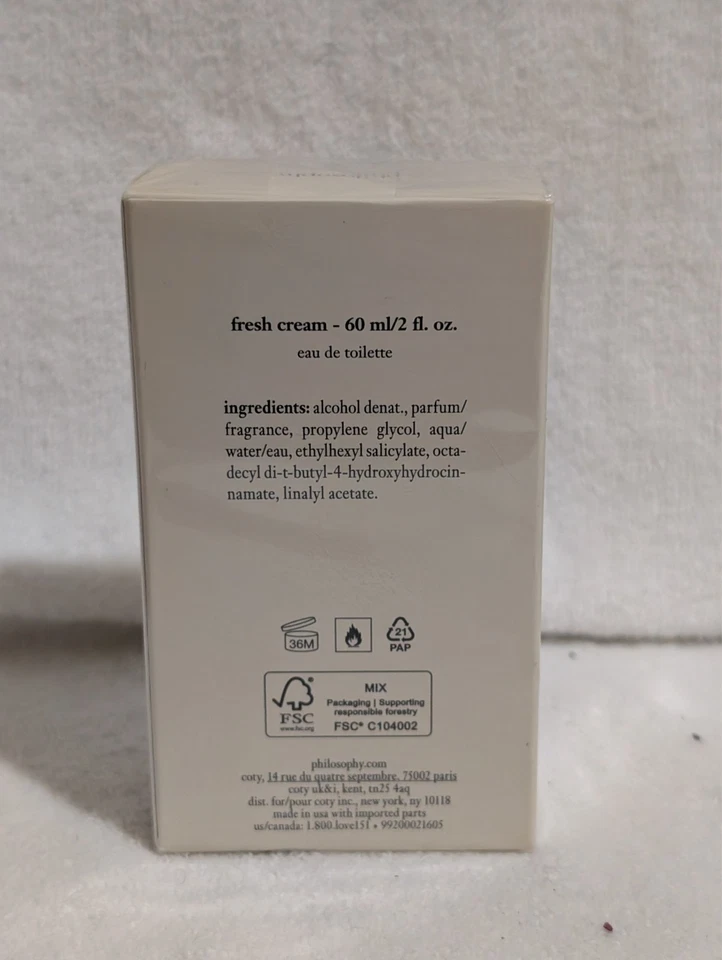 fresh cream - 60 ml/2 fl. oz.
eau de toilette
ingredients: alcohol denat., parfum/
fragrance, propylene glycol, aqua/
water/eau, ethylhexyl salicylate, octa-
decyl di-t-butyl-4-hydroxyhydrocin-
namate, linalyl acetate.
36M
21
PAP
FSC
www.fsc.org
MIX
Packaging | Supporting
responsible forestry
FSC® C104002
philosophy.com
coty, 14 rue du quatre septembre, 75002 paris
coty uk&i, kent, tn25 4aq
dist. for/pour coty inc., new york, ny 10118
made in usa with imported parts
us/canada: 1.800.love151 • 99200021605